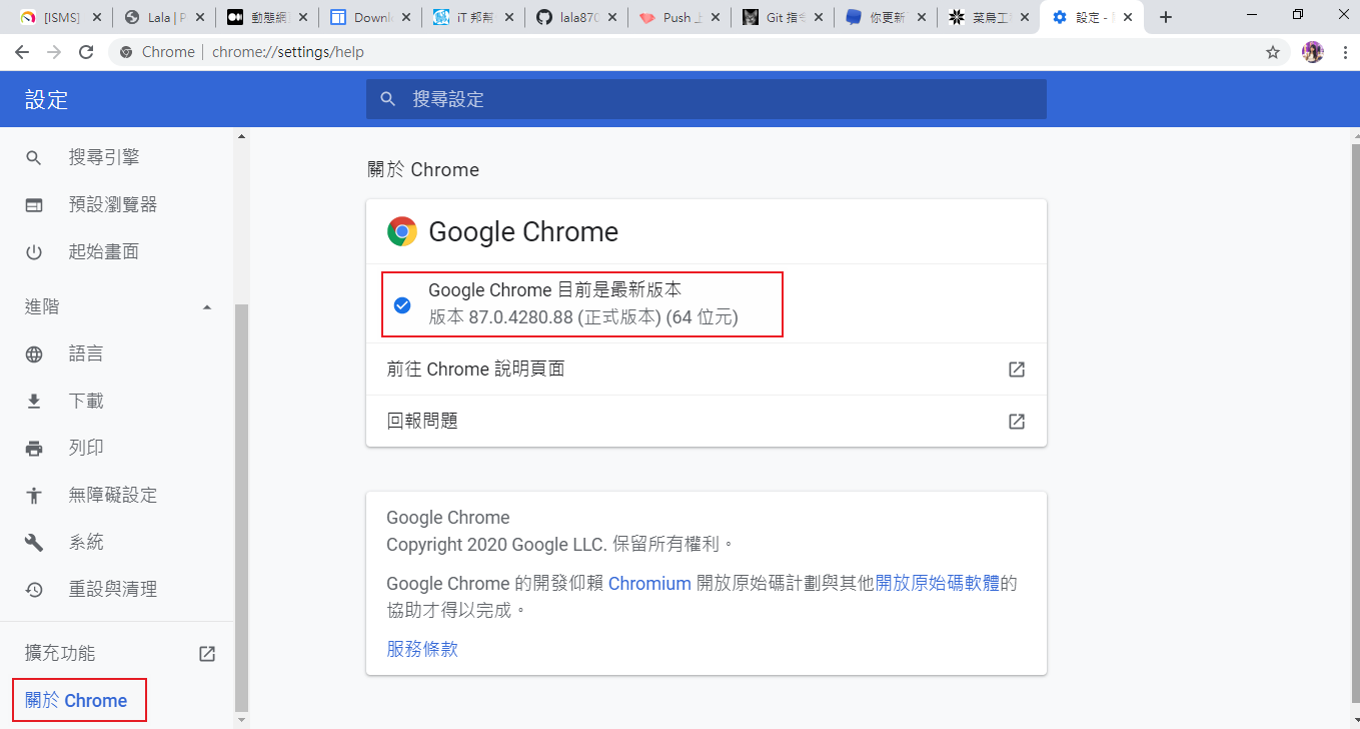 [ISMS]
Lala | P
動態網
Downl
iT 邦幫
lala870
Push 上
Git 指令
你更新
菜鳥工
設定 -
Chrome | chrome://settings/help
設定
搜尋設定
搜尋引擎
預設瀏覽器
起始畫面
進階
語言
下載
列印
無障礙設定
系統
重設與清理
擴充功能
關於 Chrome
關於 Chrome
Google Chrome
Google Chrome 目前是最新版本
版本 87.0.4280.88 (正式版本) (64 位元)
前往 Chrome 說明頁面
回報問題
Google Chrome
Copyright 2020 Google LLC. 保留所有權利。
Google Chrome 的開發仰賴 Chromium 開放原始碼計劃與其他開放原始碼軟體的
協助才得以完成。
服務條款